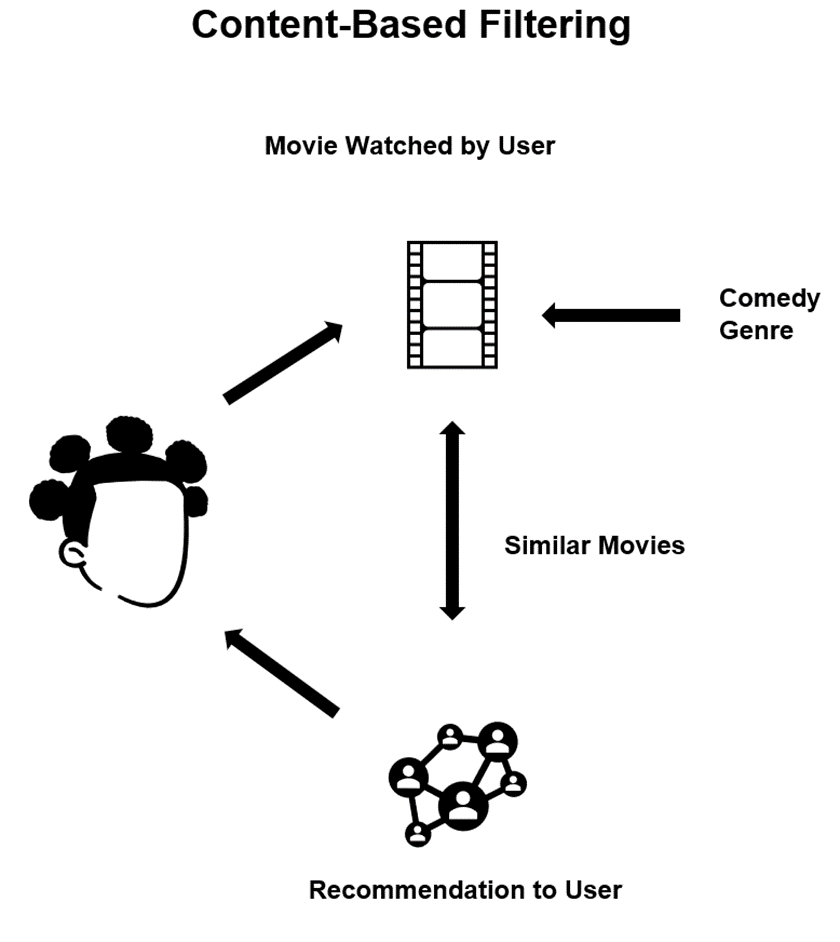 Content-Based Filtering
Movie Watched by User
Comedy
Genre
Similar Movies
Recommendation to User